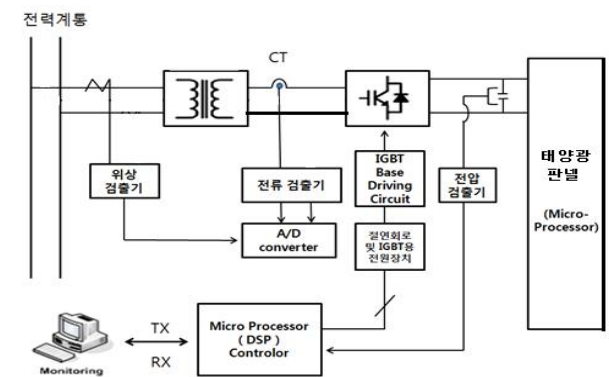 전력계통
CT
위상
검출기
전류 검출기
IGBT
Base
Driving
Circuit
전압
검출기
태양광
판넬
(Micro-
Processor)
A/D
converter
절연회로
및 IGBT용
전원장치
TX
RX
Micro Processor
( DSP )
Controlor
Monitoring